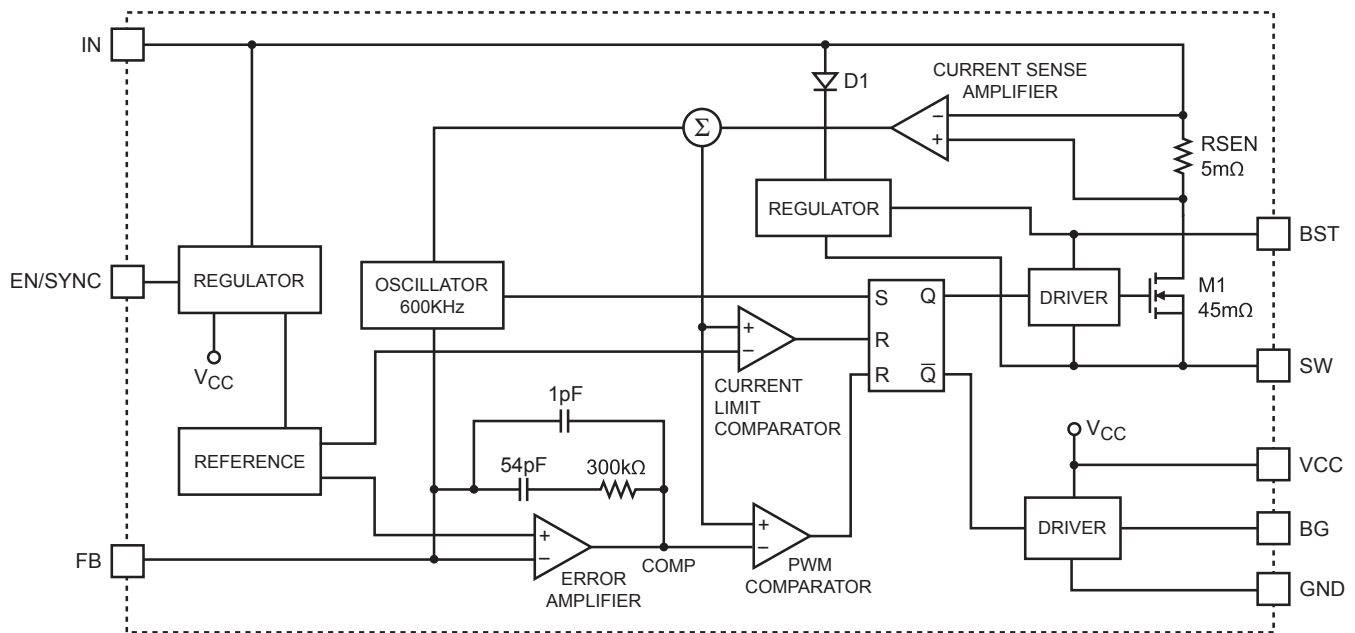 IN
D1
CURRENT SENSE
AMPLIFIER
−
+
Σ
RSEN
5mΩ
REGULATOR
BST
EN/SYNC
REGULATOR
OSCILLATOR
600KHz
S
Q
R
R
Q̅
DRIVER
M1
45mΩ
+
−
SW
VCC
CURRENT
LIMIT
COMPARATOR
1pF
54pF
300kΩ
REFERENCE
VCC
VCC
+
−
ERROR
AMPLIFIER
COMP
+
−
PWM
COMPARATOR
DRIVER
BG
FB
GND